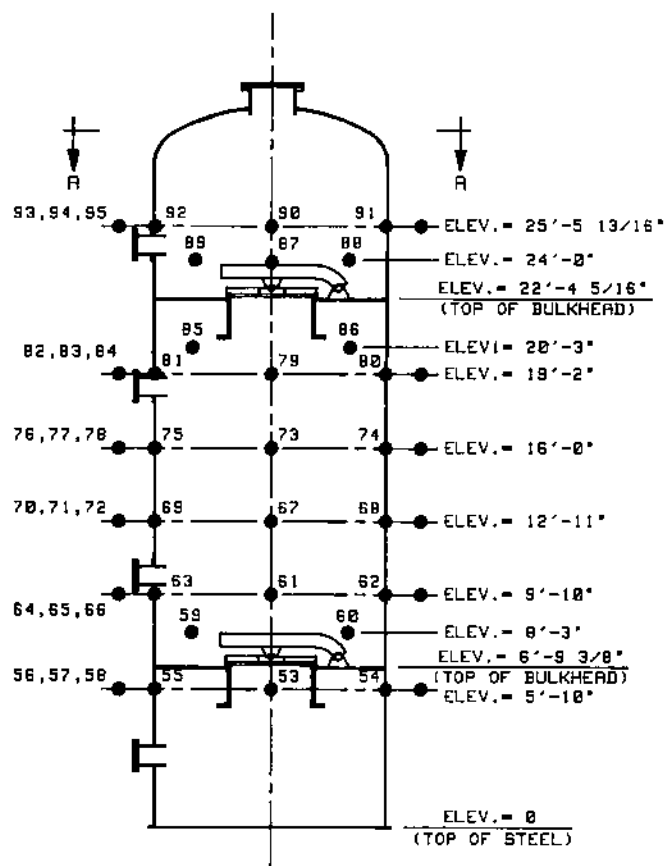 A A
93,94,95 92 90 91 ELEV.= 25'-5 13/16"
89 87 88 ELEV.= 24'-0"
ELEV.= 22'-4 5/16"
(TOP OF BULKHEAD)
85 86 ELEV!= 20'-3"
82,83,84 81 79 80 ELEV.= 19'-2"
76,77,78 75 73 74 ELEV.= 16'-0"
70,71,72 69 67 68 ELEV.= 12'-11"
63 61 62 ELEV.= 9'-10"
64,65,66
59 60 ELEV.= 8'-3"
ELEV.= 6'-9 3/8"
(TOP OF BULKHEAD)
56,57,58 55 53 54 ELEV.= 5'-10"
ELEV.= 0
(TOP OF STEEL)